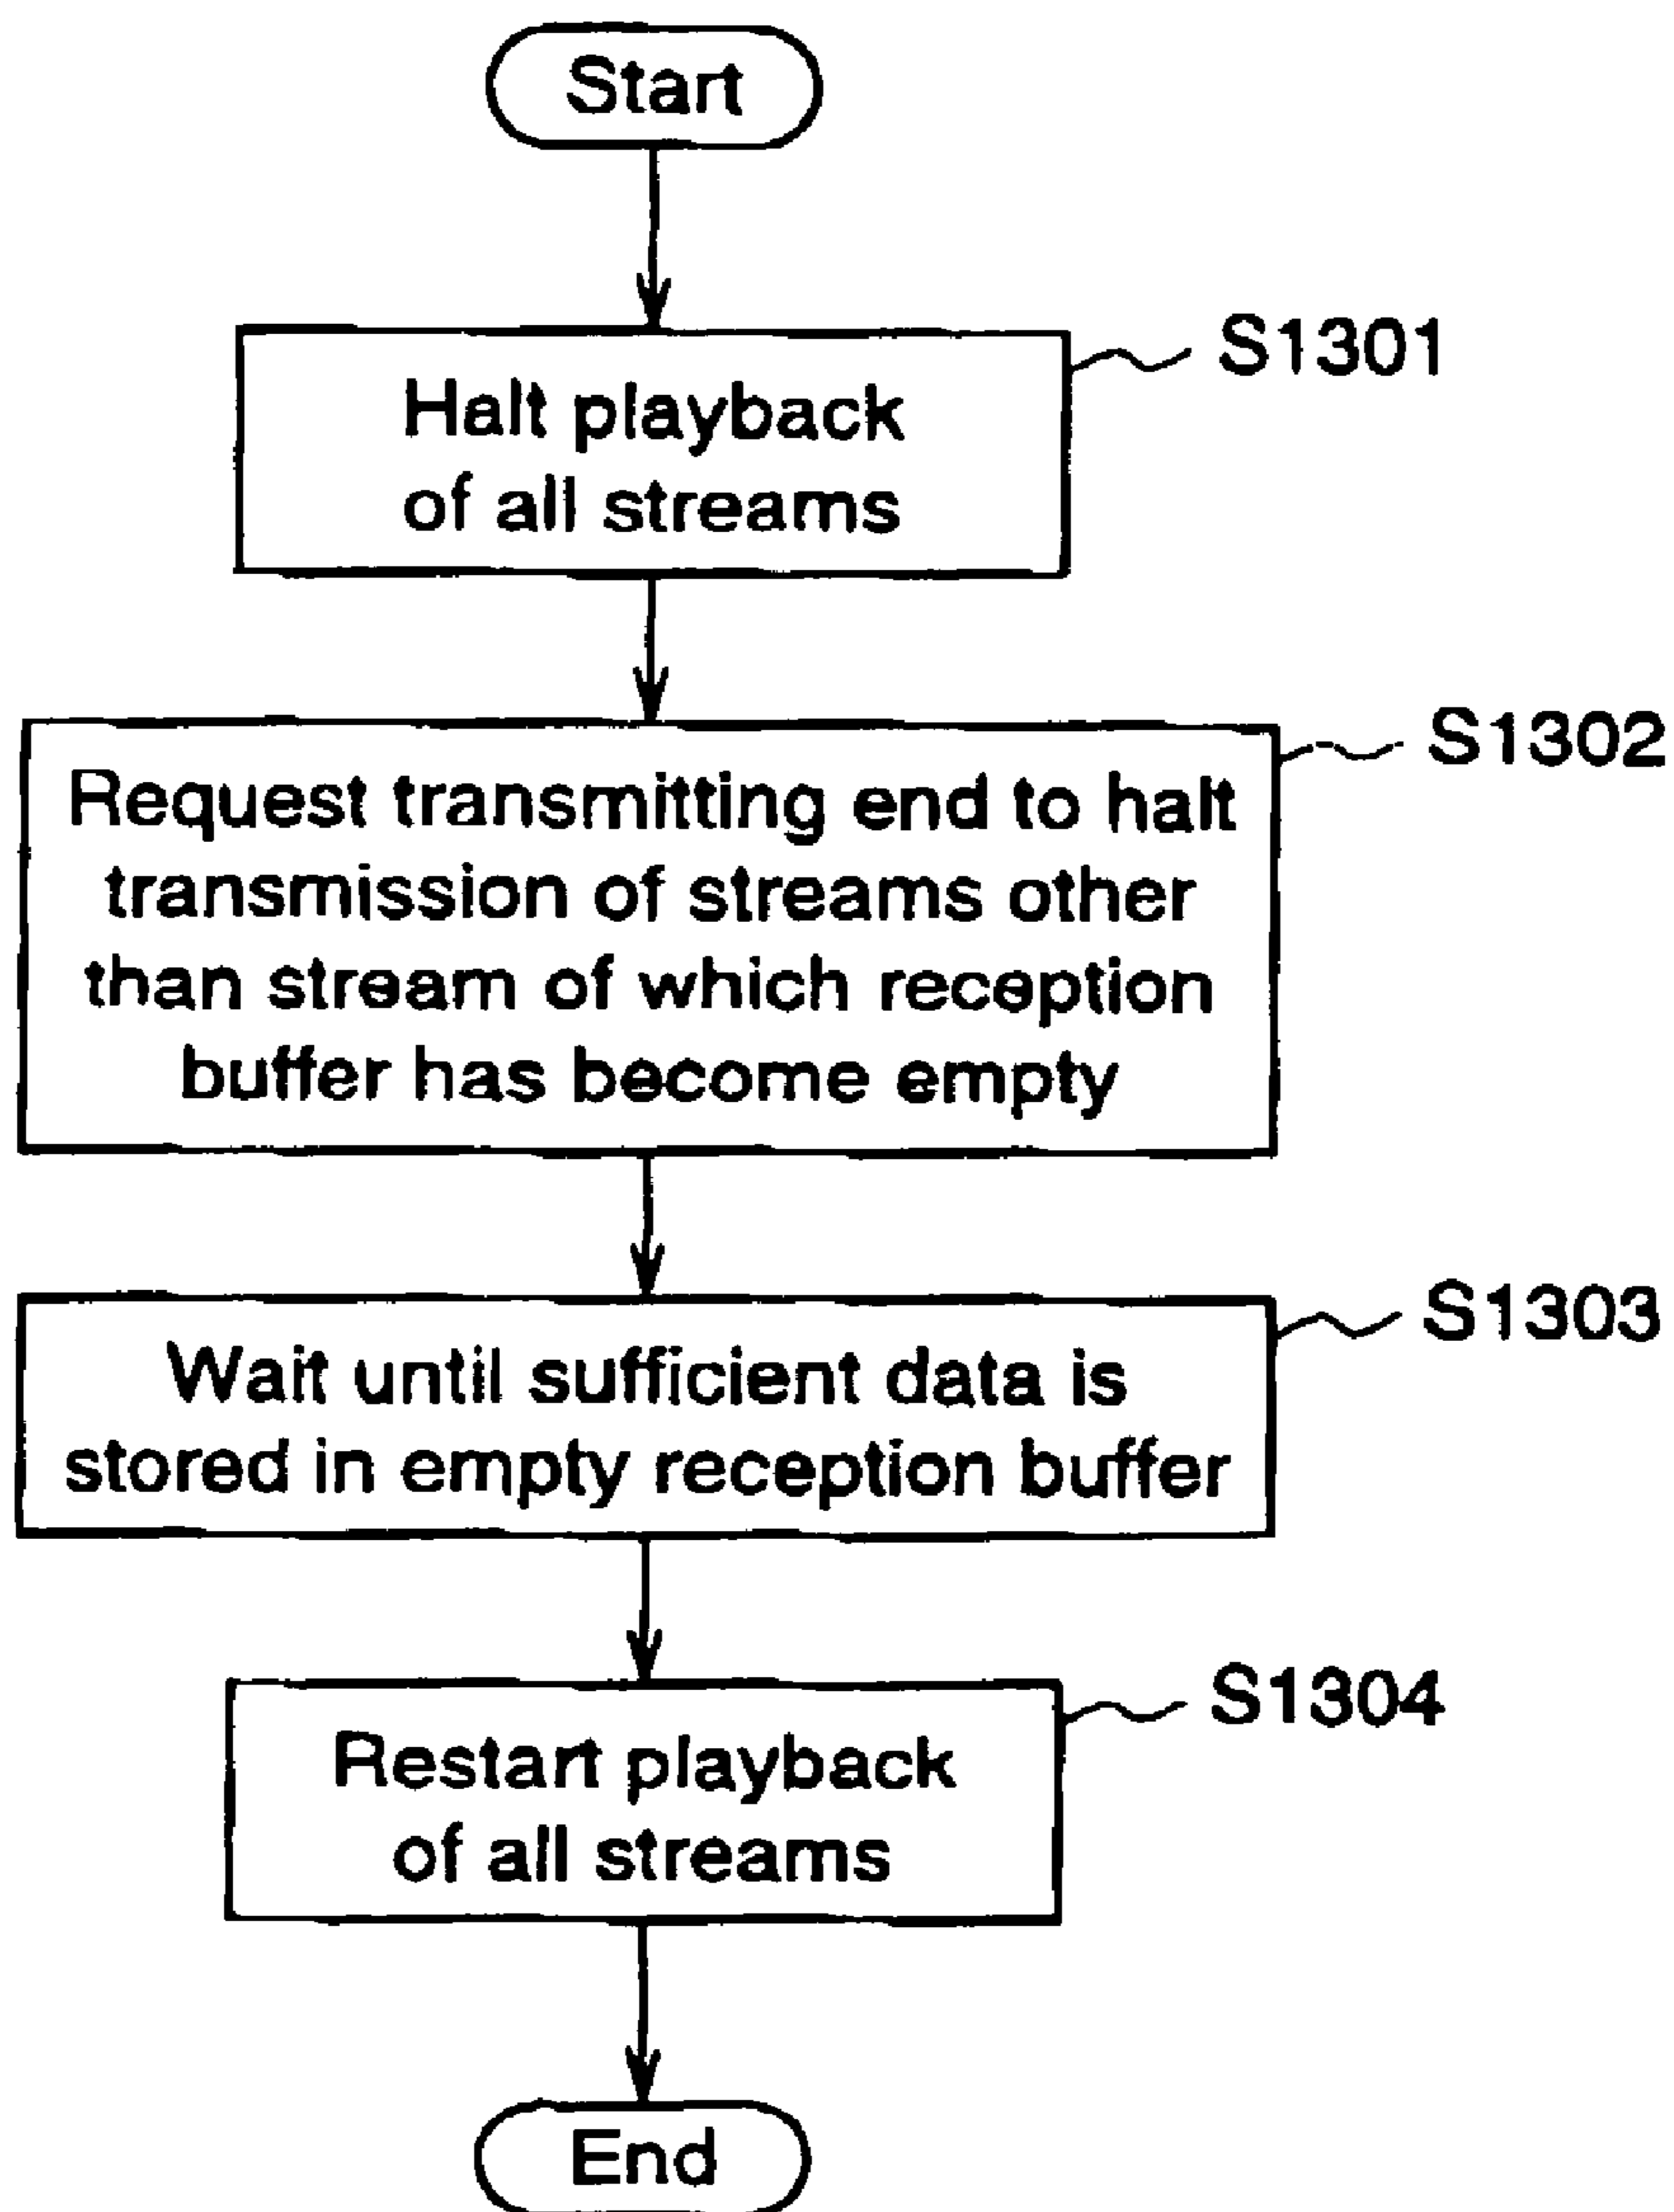 Start
S1301
Halt playback
of all streams
S1302
Request transmitting end to halt
transmission of streams other
than stream of which reception
buffer has become empty
S1303
Wait until sufficient data is
stored in empty reception buffer
S1304
Restart playback
of all streams
End